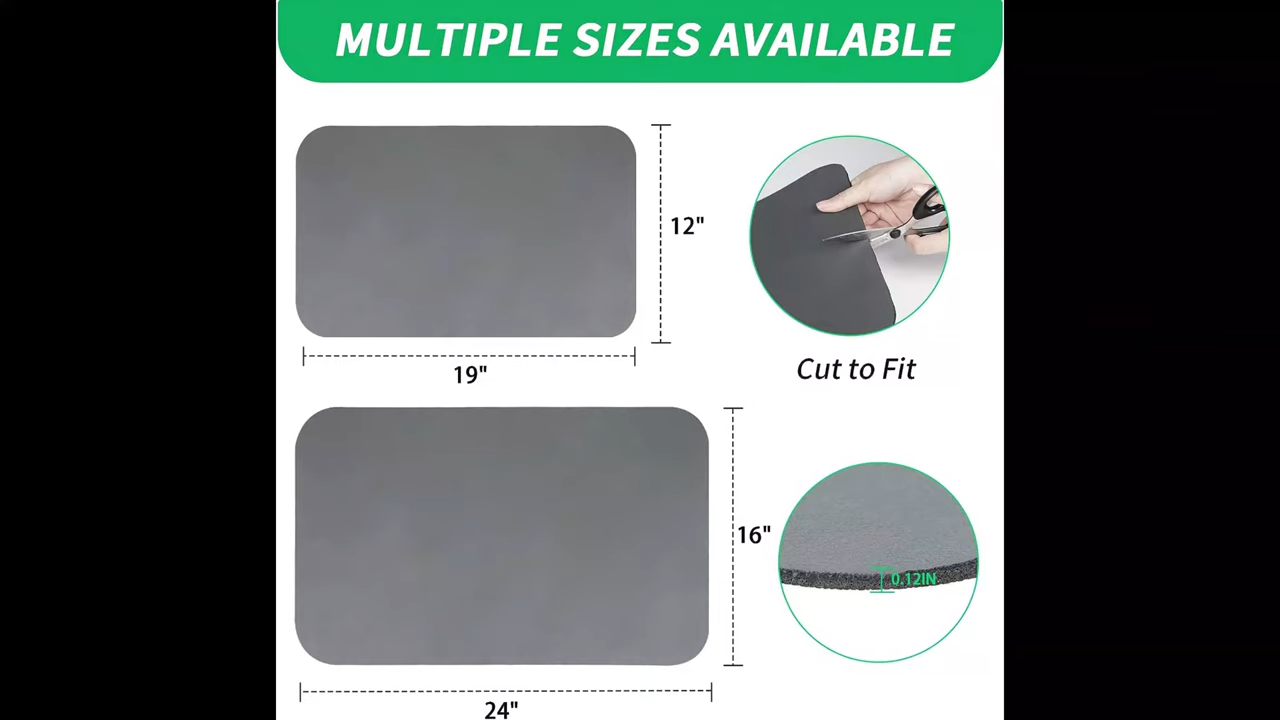 MULTIPLE SIZES AVAILABLE
12"
19"
Cut to Fit
16"
0.12IN
24"